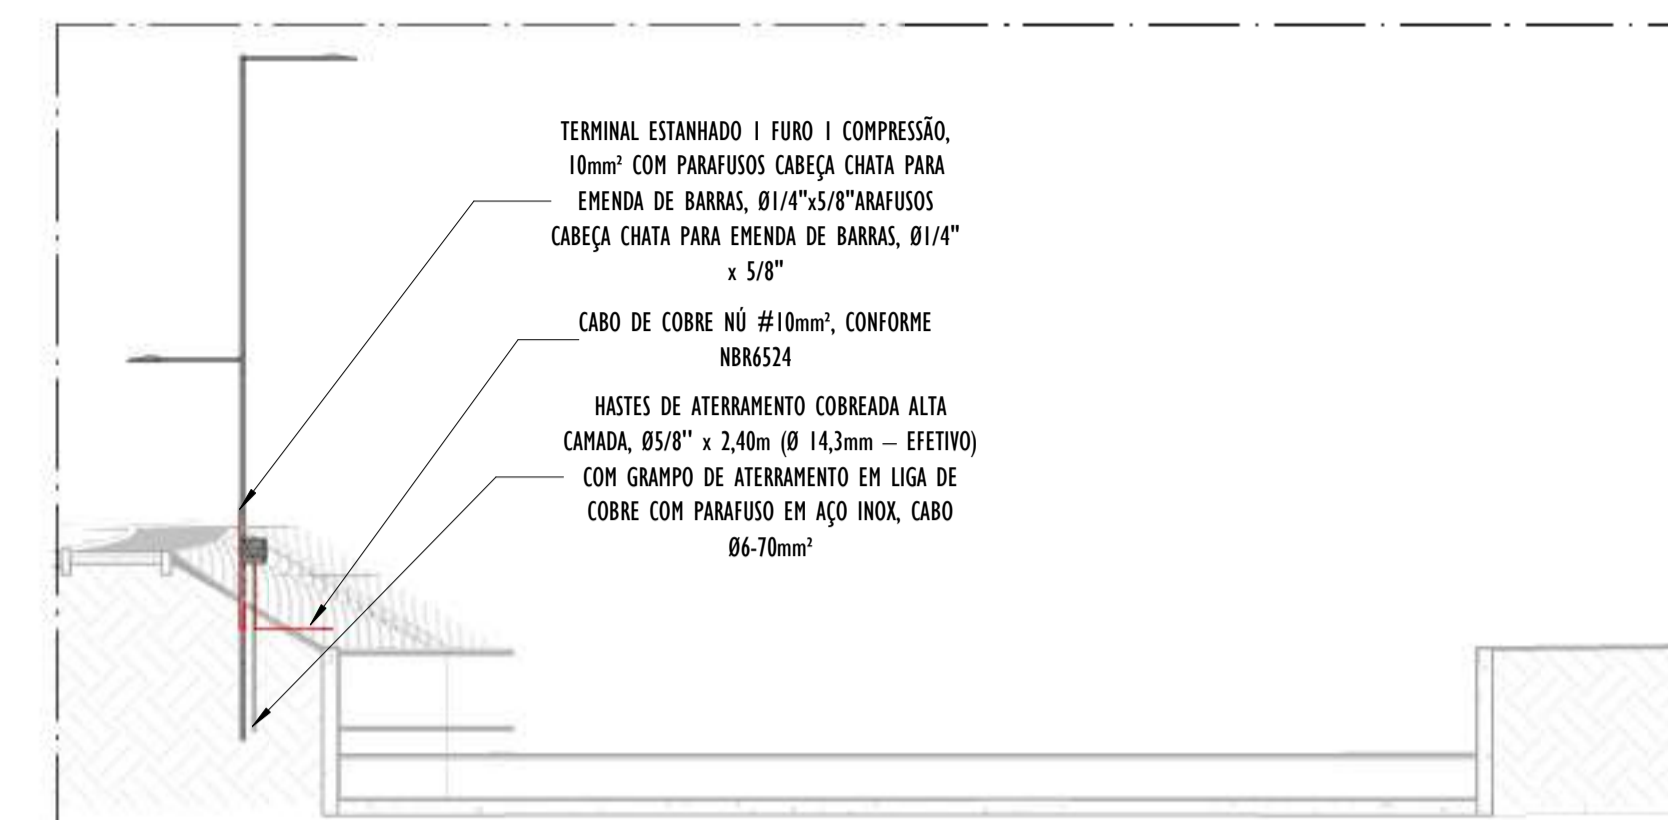 TERMINAL ESTANHADO 1 FURO 1 COMPRESSÃO,
10mm² COM PARAFUSOS CABEÇA CHATA PARA
EMENDA DE BARRAS, Ø1/4"x5/8"ARAFUSOS
CABEÇA CHATA PARA EMENDA DE BARRAS, Ø1/4"
x 5/8"
CABO DE COBRE NÚ #10mm², CONFORME
NBR6524
HASTES DE ATERRAMENTO COBREADA ALTA
CAMADA, Ø5/8'' x 2,40m (Ø 14,3mm – EFETIVO)
COM GRAMPO DE ATERRAMENTO EM LIGA DE
COBRE COM PARAFUSO EM AÇO INOX, CABO
Ø6-70mm²